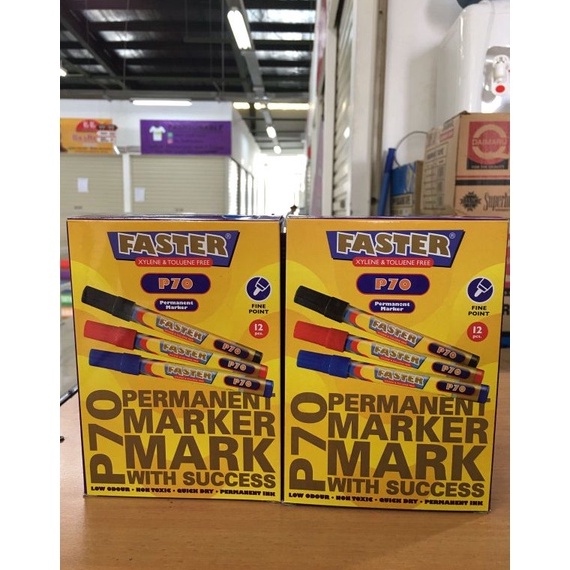 FASTER®
XYLENE & TOLUENE FREE
P70
Permanent
Marker
FINE
POINT
12
pcs.
FASTER
P70
FASTER
P70
FASTER
P70
P70
PERMANENT
MARKER
MARK
WITH SUCCESS
LOW ODOUR • NON TOXIC • QUICK DRY • PERMANENT INK
FASTER®
XYLENE & TOLUENE FREE
P70
Permanent
Marker
FINE
POINT
12
pcs.
FASTER
P70
FASTER
P70
FASTER
P70
P70
PERMANENT
MARKER
MARK
WITH SUCCESS
LOW ODOUR • NON TOXIC • QUICK DRY • PERMANENT INK
DAIMARU
Superior